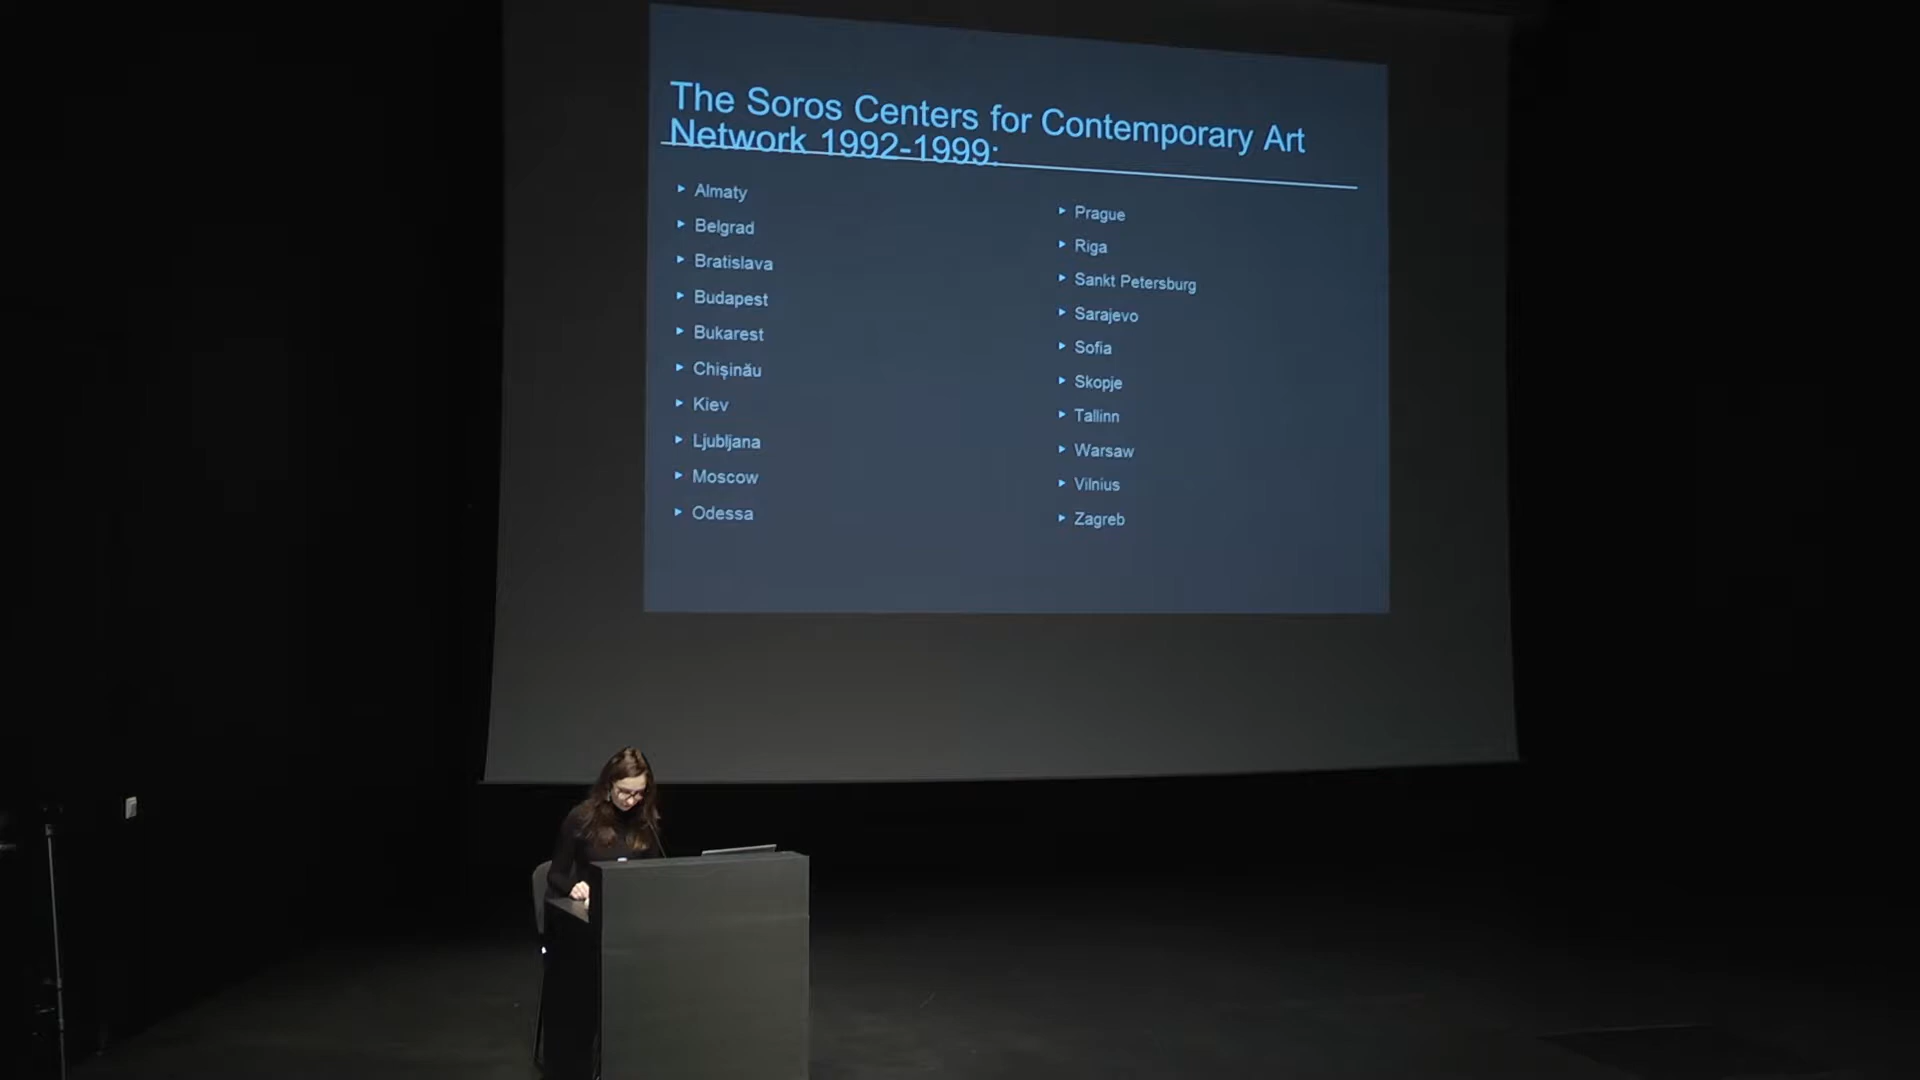 The Soros Centers for Contemporary Art
Network 1992-1999:
Almaty
Belgrad
Bratislava
Budapest
Bukarest
Chișinău
Kiev
Ljubljana
Moscow
Odessa
Prague
Riga
Sankt Petersburg
Sarajevo
Sofia
Skopje
Tallinn
Warsaw
Vilnius
Zagreb